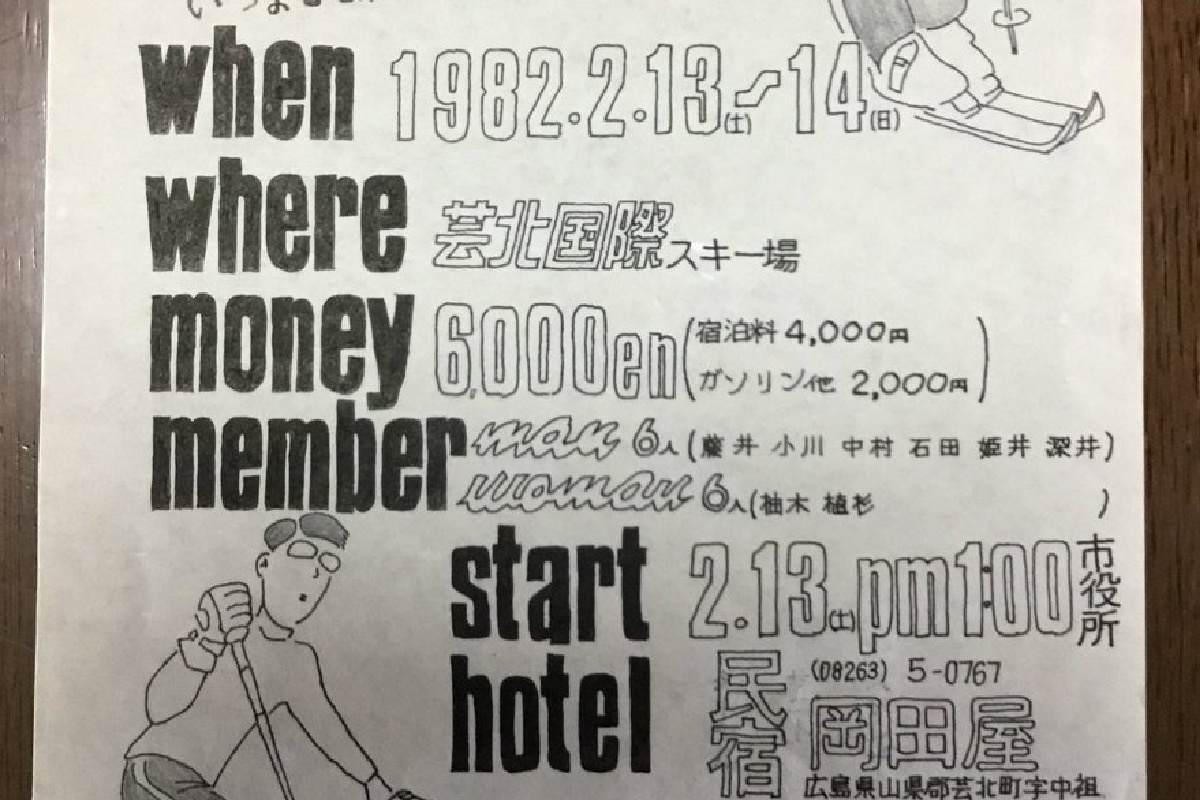 when 1982.2.13(土)~14(日)
where 芸北国際スキー場
money 6,000en (宿泊料 4,000円
ガソリン他 2,000円)
member man 6人(藤井 小川 中村 石田 姫井 深井)
woman 6人(柚木 植杉 )
start 2.13(土)pm1:00 市役所
hotel 民宿 岡田屋 (08263) 5-0767
広島県山県郡芸北町字中祖